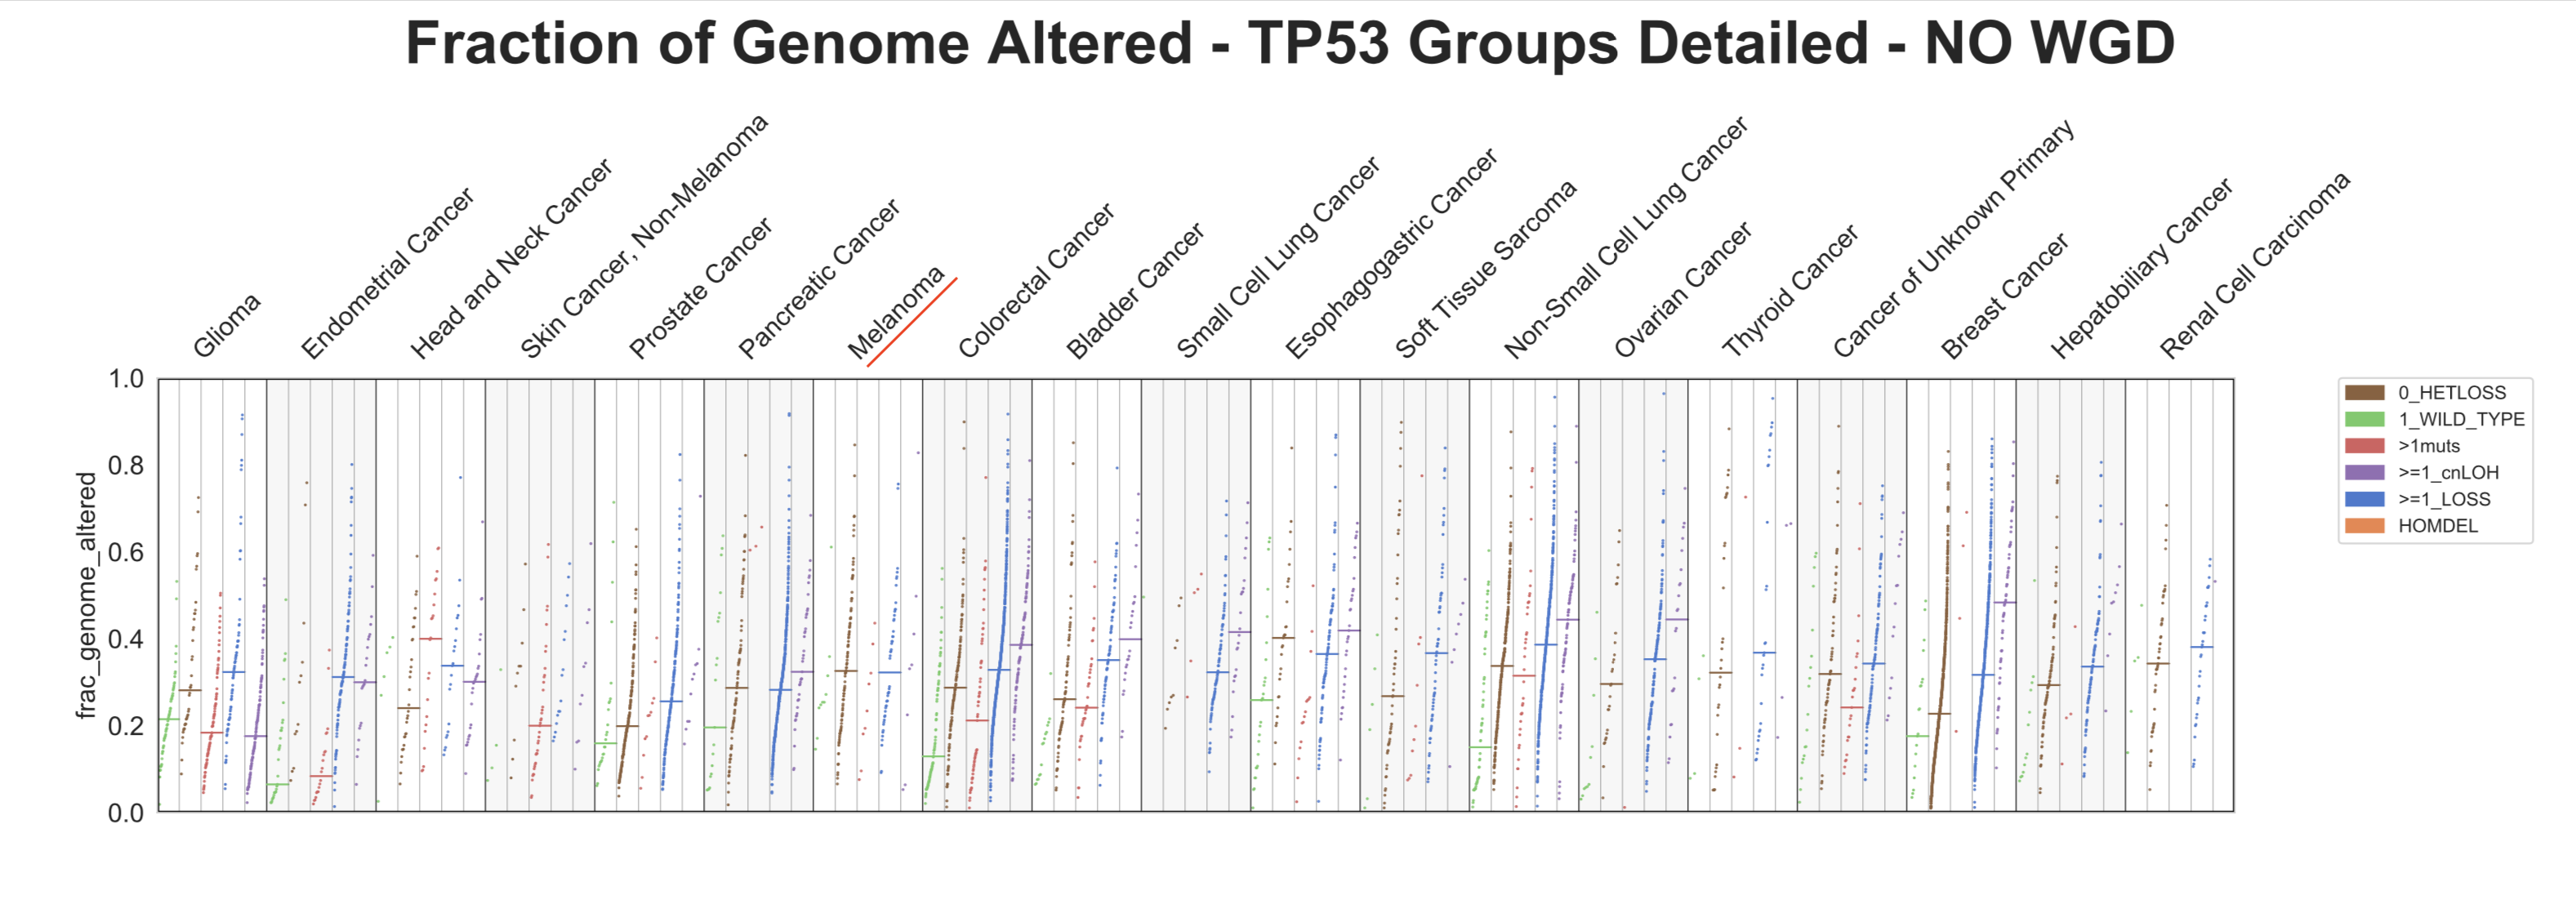 Fraction of Genome Altered - TP53 Groups Detailed - NO WGD
Glioma
Endometrial Cancer
Head and Neck Cancer
Skin Cancer, Non-Melanoma
Prostate Cancer
Pancreatic Cancer
Melanoma
Colorectal Cancer
Bladder Cancer
Small Cell Lung Cancer
Esophagogastric Cancer
Soft Tissue Sarcoma
Non-Small Cell Lung Cancer
Ovarian Cancer
Thyroid Cancer
Cancer of Unknown Primary
Breast Cancer
Hepatobiliary Cancer
Renal Cell Carcinoma
frac_genome_altered
1.0
0.8
0.6
0.4
0.2
0.0
0_HETLOSS
1_WILD_TYPE
>1muts
>=1_cnLOH
>=1_LOSS
HOMDEL